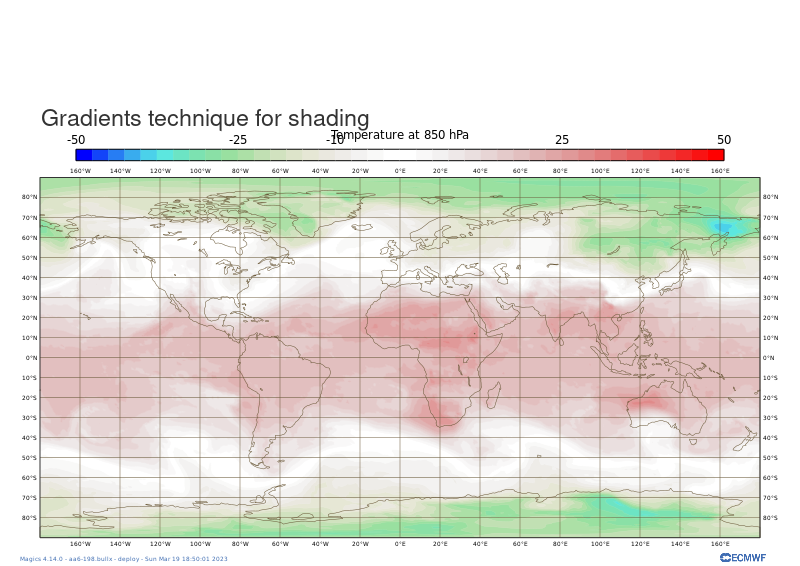 Gradients technique for shading
Temperature at 850 hPa
-50 -25 -10 25 50
160°W 140°W 120°W 100°W 80°W 60°W 40°W 20°W 0°E 20°E 40°E 60°E 80°E 100°E 120°E 140°E 160°E
80°N 80°N
70°N 70°N
60°N 60°N
50°N 50°N
40°N 40°N
30°N 30°N
20°N 20°N
10°N 10°N
0°N 0°N
10°S 10°S
20°S 20°S
30°S 30°S
40°S 40°S
50°S 50°S
60°S 60°S
70°S 70°S
80°S 80°S
160°W 140°W 120°W 100°W 80°W 60°W 40°W 20°W 0°E 20°E 40°E 60°E 80°E 100°E 120°E 140°E 160°E
Magics 4.14.0 - aa6-198.bullx - deploy - Sun Mar 19 18:50:01 2023
ECMWF